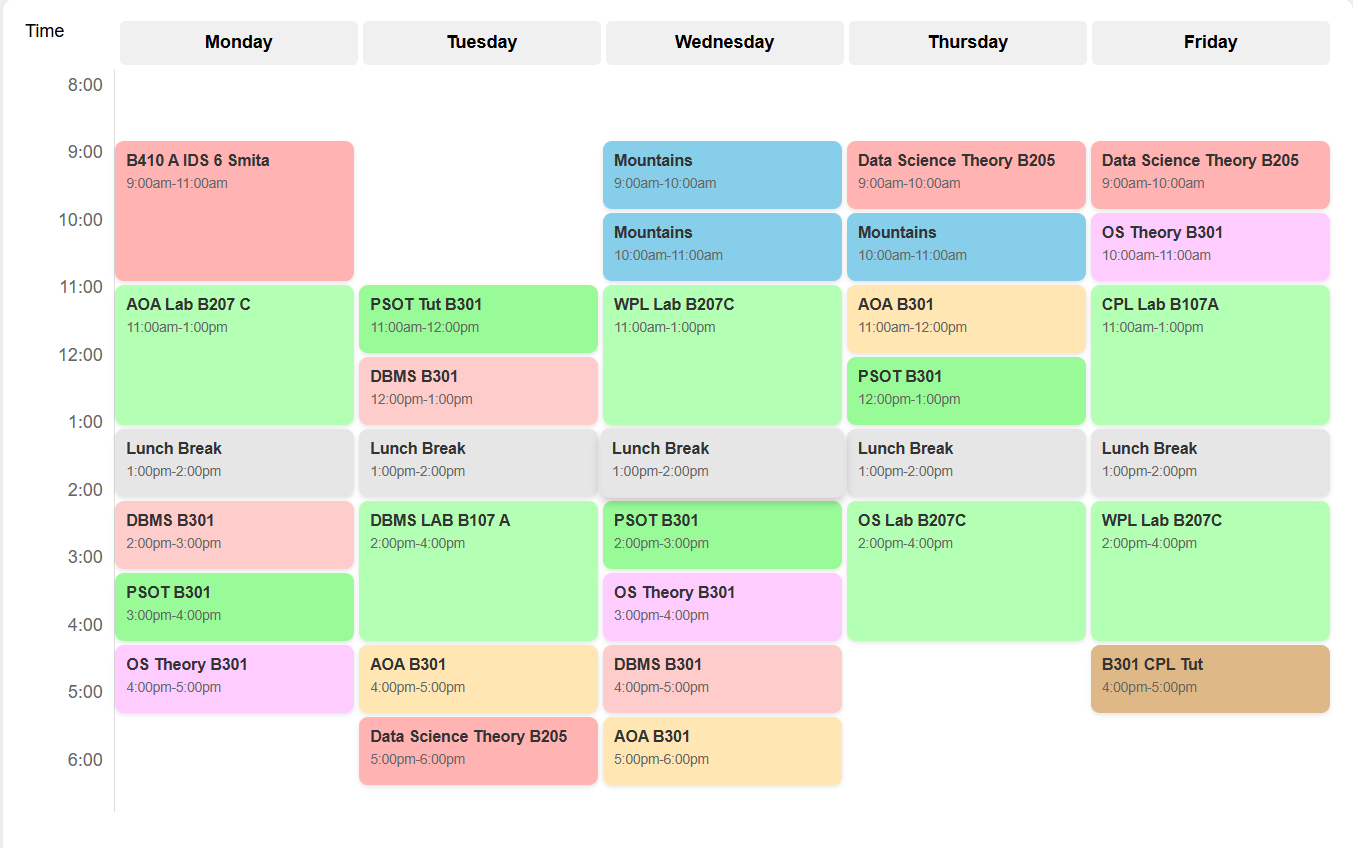 Time
Monday
Tuesday
Wednesday
Thursday
Friday
8:00
9:00
10:00
11:00
12:00
1:00
2:00
3:00
4:00
5:00
6:00
B410 A IDS 6 Smita
9:00am-11:00am
AOA Lab B207 C
11:00am-1:00pm
Lunch Break
1:00pm-2:00pm
DBMS B301
2:00pm-3:00pm
PSOT B301
3:00pm-4:00pm
OS Theory B301
4:00pm-5:00pm
PSOT Tut B301
11:00am-12:00pm
DBMS B301
12:00pm-1:00pm
Lunch Break
1:00pm-2:00pm
DBMS LAB B107 A
2:00pm-4:00pm
AOA B301
4:00pm-5:00pm
Data Science Theory B205
5:00pm-6:00pm
Mountains
9:00am-10:00am
Mountains
10:00am-11:00am
WPL Lab B207C
11:00am-1:00pm
Lunch Break
1:00pm-2:00pm
PSOT B301
2:00pm-3:00pm
OS Theory B301
3:00pm-4:00pm
DBMS B301
4:00pm-5:00pm
AOA B301
5:00pm-6:00pm
Data Science Theory B205
9:00am-10:00am
Mountains
10:00am-11:00am
AOA B301
11:00am-12:00pm
PSOT B301
12:00pm-1:00pm
Lunch Break
1:00pm-2:00pm
OS Lab B207C
2:00pm-4:00pm
Data Science Theory B205
9:00am-10:00am
OS Theory B301
10:00am-11:00am
CPL Lab B107A
11:00am-1:00pm
Lunch Break
1:00pm-2:00pm
WPL Lab B207C
2:00pm-4:00pm
B301 CPL Tut
4:00pm-5:00pm